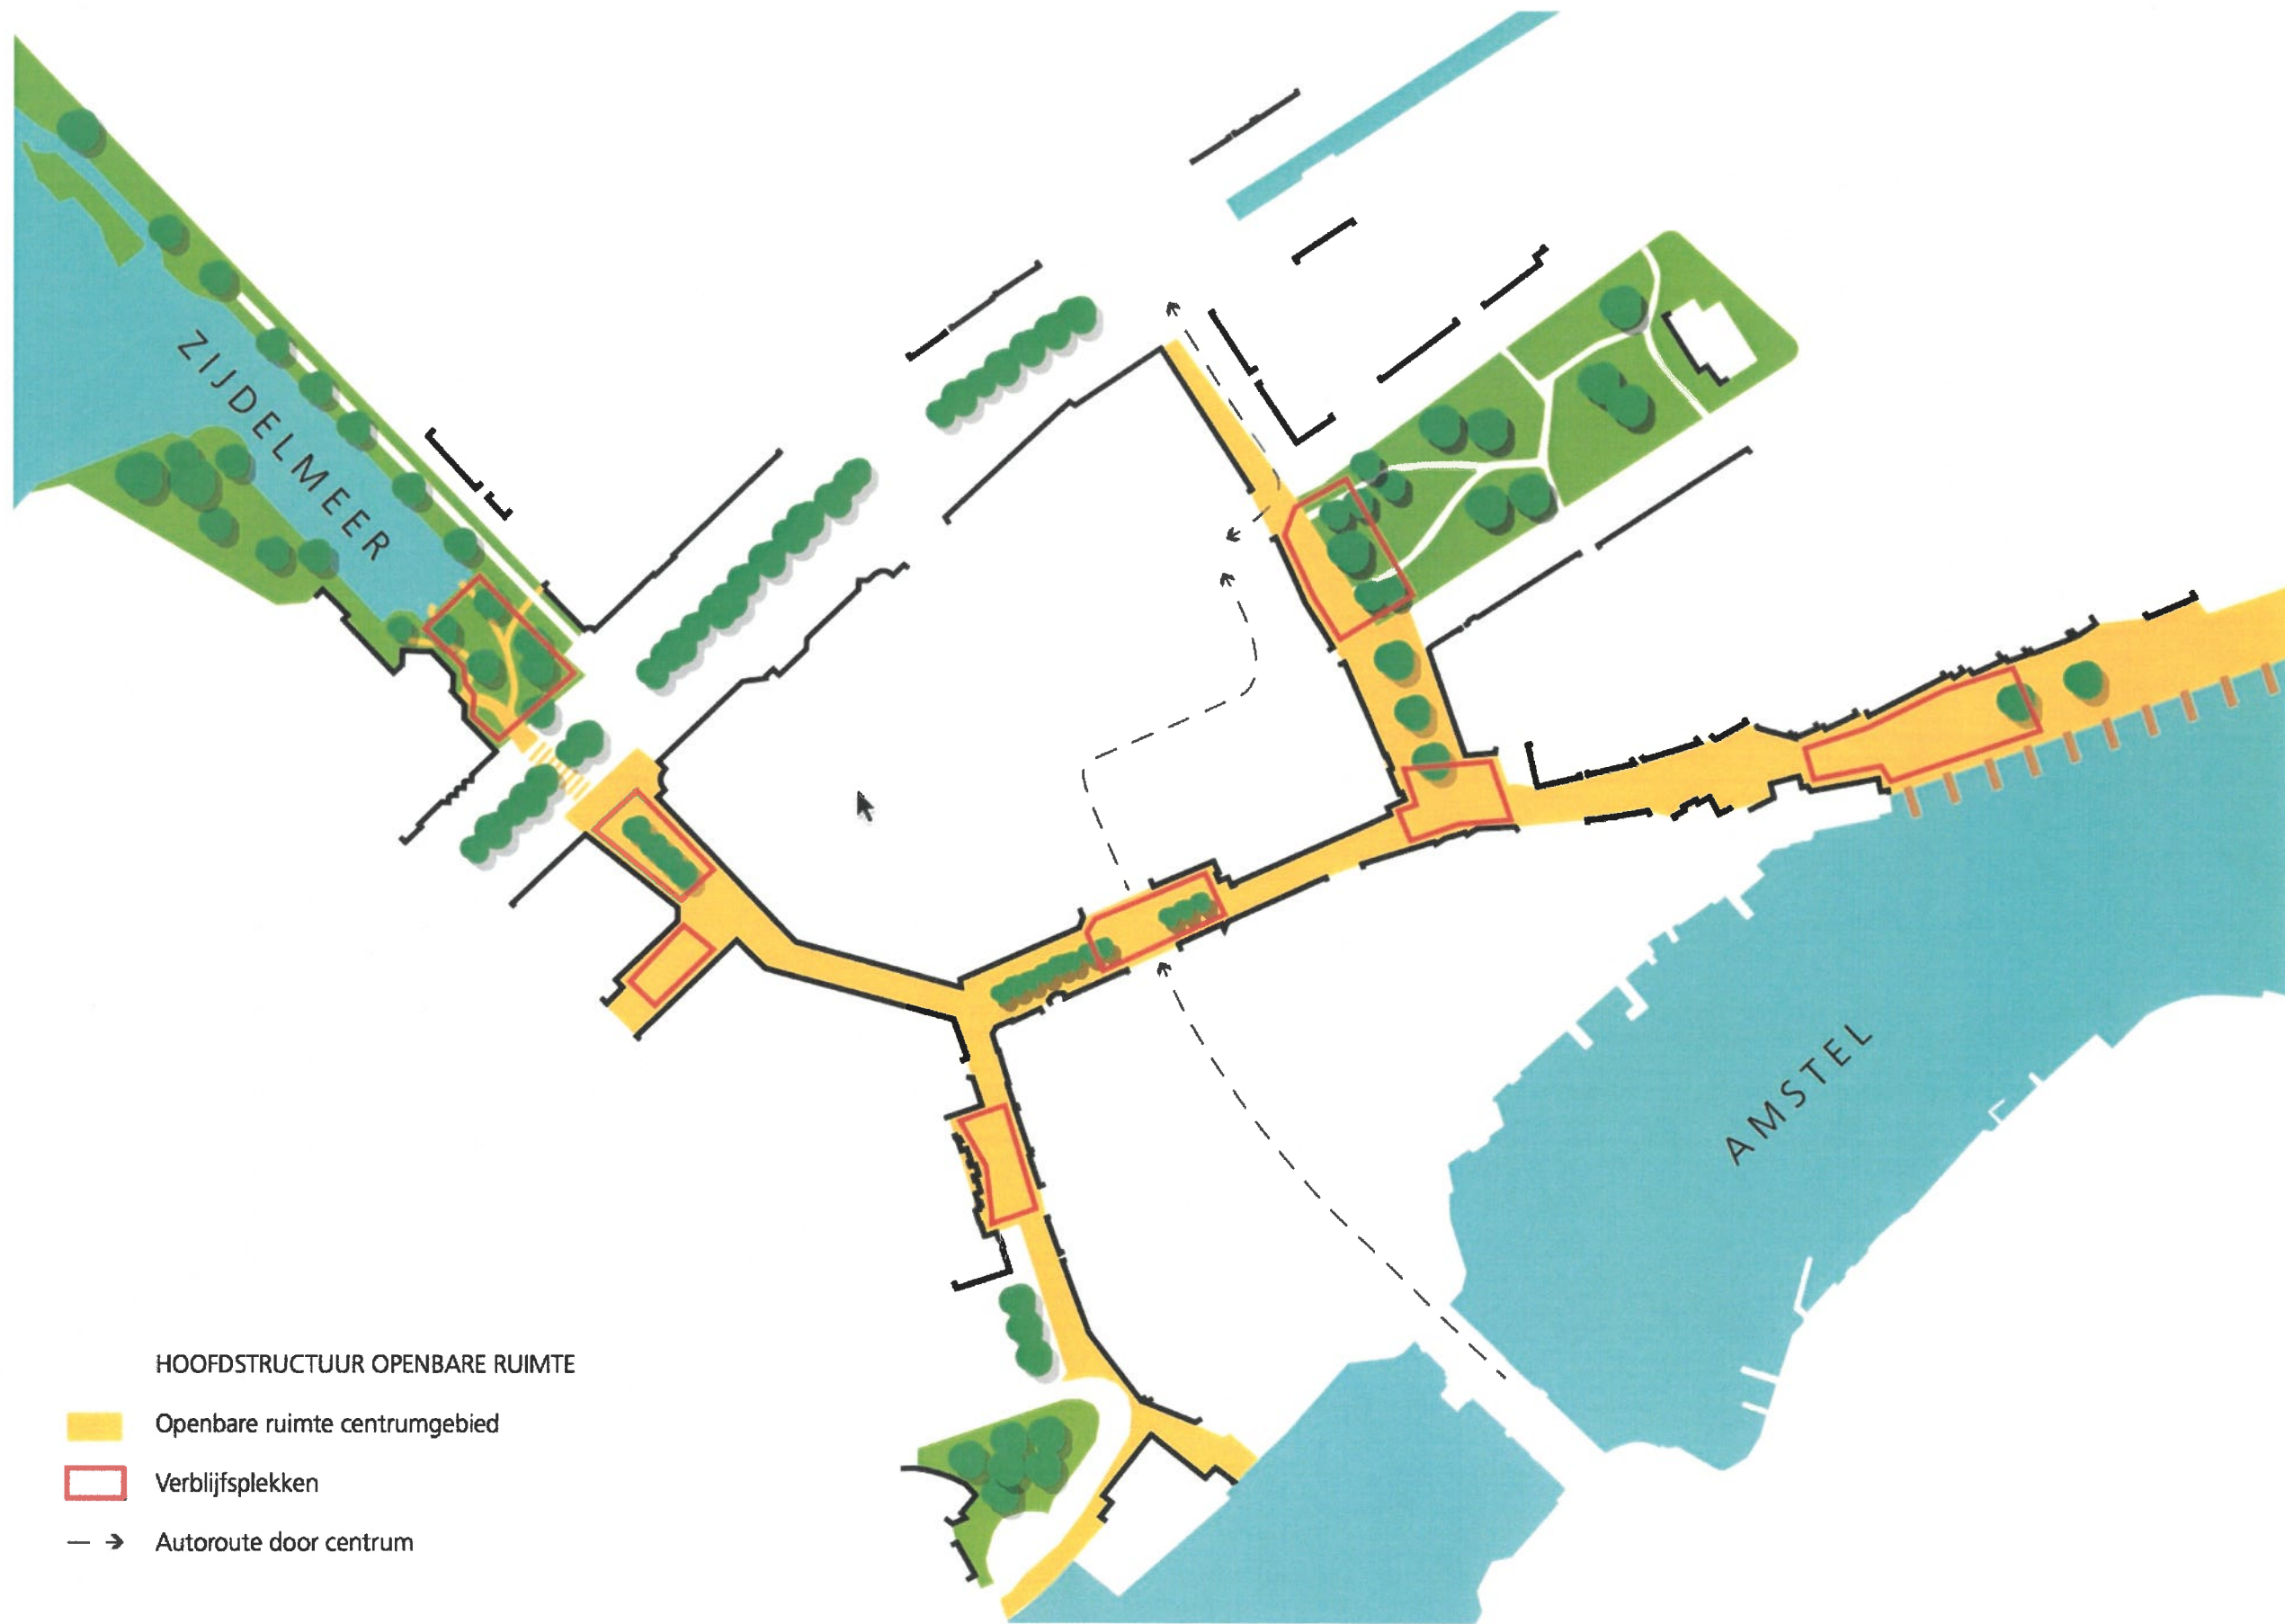 ZIJDELMEER
AMSTEL
HOOFDSTRUCTUUR OPENBARE RUIMTE
Openbare ruimte centrumgebied
Verblijfsplekken
Autoroute door centrum